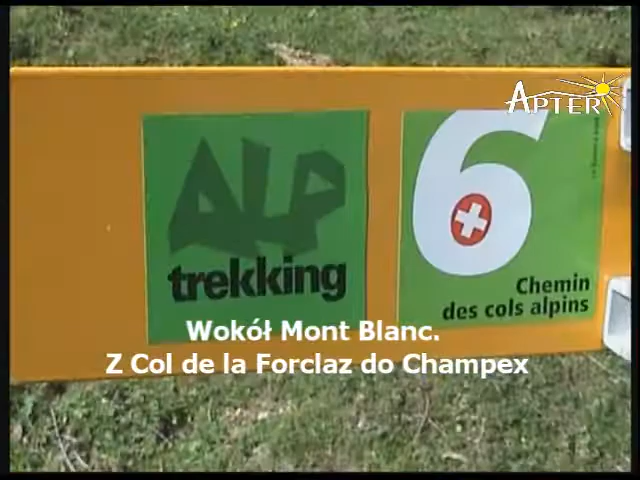 APTER
ALP
trekking
6
Chemin
des cols alpins
Wokół Mont Blanc.
Z Col de la Forclaz do Champex